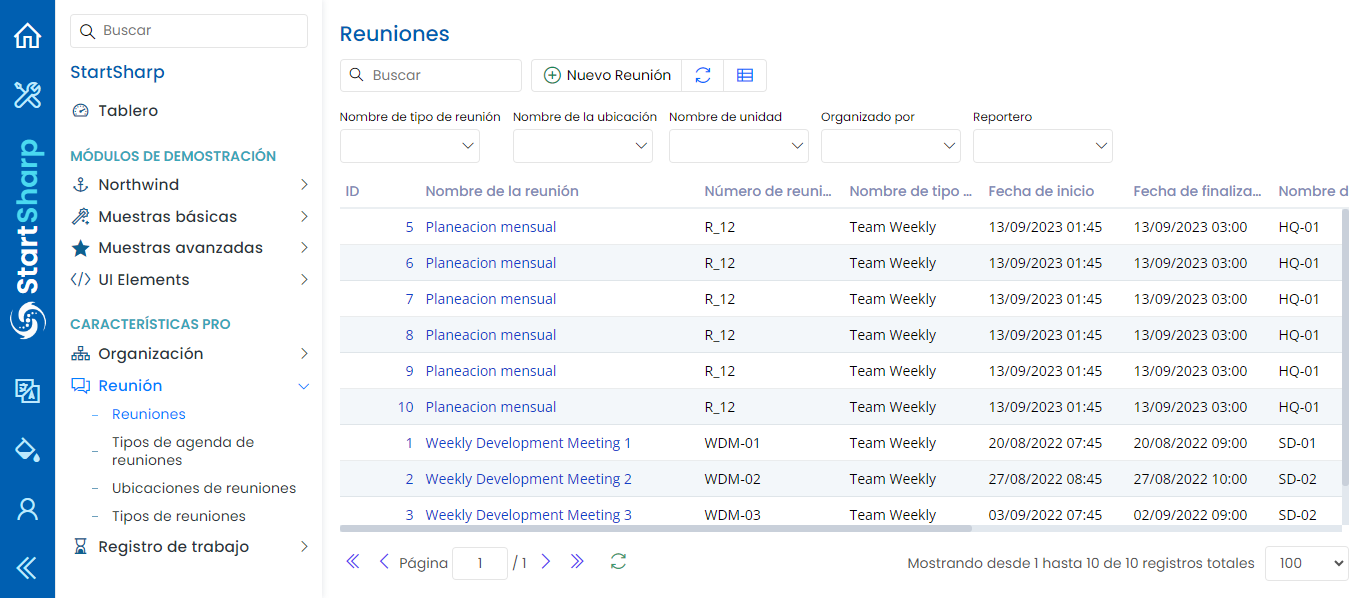 StartSharp
Buscar
StartSharp
Tablero
MÓDULOS DE DEMOSTRACIÓN
Northwind
Muestras básicas
Muestras avanzadas
UI Elements
CARACTERÍSTICAS PRO
Organización
Reunión
Reuniones
Tipos de agenda de
reuniones
Ubicaciones de reuniones
Tipos de reuniones
Registro de trabajo
Reuniones
Buscar Nuevo Reunión
Nombre de tipo de reunión Nombre de la ubicación Nombre de unidad Organizado por Reportero
ID Nombre de la reunión Número de reuni... Nombre de tipo ... Fecha de inicio Fecha de finaliza... Nombre d
5 Planeacion mensual R_12 Team Weekly 13/09/2023 01:45 13/09/2023 03:00 HQ-01
6 Planeacion mensual R_12 Team Weekly 13/09/2023 01:45 13/09/2023 03:00 HQ-01
7 Planeacion mensual R_12 Team Weekly 13/09/2023 01:45 13/09/2023 03:00 HQ-01
8 Planeacion mensual R_12 Team Weekly 13/09/2023 01:45 13/09/2023 03:00 HQ-01
9 Planeacion mensual R_12 Team Weekly 13/09/2023 01:45 13/09/2023 03:00 HQ-01
10 Planeacion mensual R_12 Team Weekly 13/09/2023 01:45 13/09/2023 03:00 HQ-01
1 Weekly Development Meeting 1 WDM-01 Team Weekly 20/08/2022 07:45 20/08/2022 09:00 SD-01
2 Weekly Development Meeting 2 WDM-02 Team Weekly 27/08/2022 08:45 27/08/2022 10:00 SD-02
3 Weekly Development Meeting 3 WDM-03 Team Weekly 03/09/2022 07:45 02/09/2022 09:00 SD-02
Página 1 / 1 Mostrando desde 1 hasta 10 de 10 registros totales 100